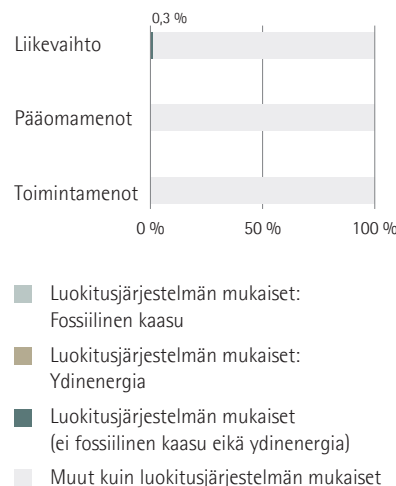 0,3 %
Liikevaihto
Pääomamenot
Toimintamenot
0 % 50 % 100 %
Luokitusjärjestelmän mukaiset:
Fossiilinen kaasu
Luokitusjärjestelmän mukaiset:
Ydinenergia
Luokitusjärjestelmän mukaiset
(ei fossiilinen kaasu eikä ydinenergia)
Muut kuin luokitusjärjestelmän mukaiset